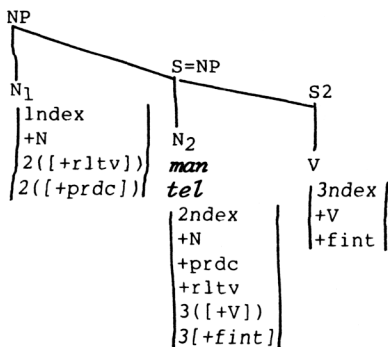 NP
S=NP
N1
S2
1ndex
+N
2([+rltv])
2([+prdc])
N2
man
tel
V
2ndex
+N
+prdc
+rltv
3([+V])
3[+fint]
3ndex
+V
+fint